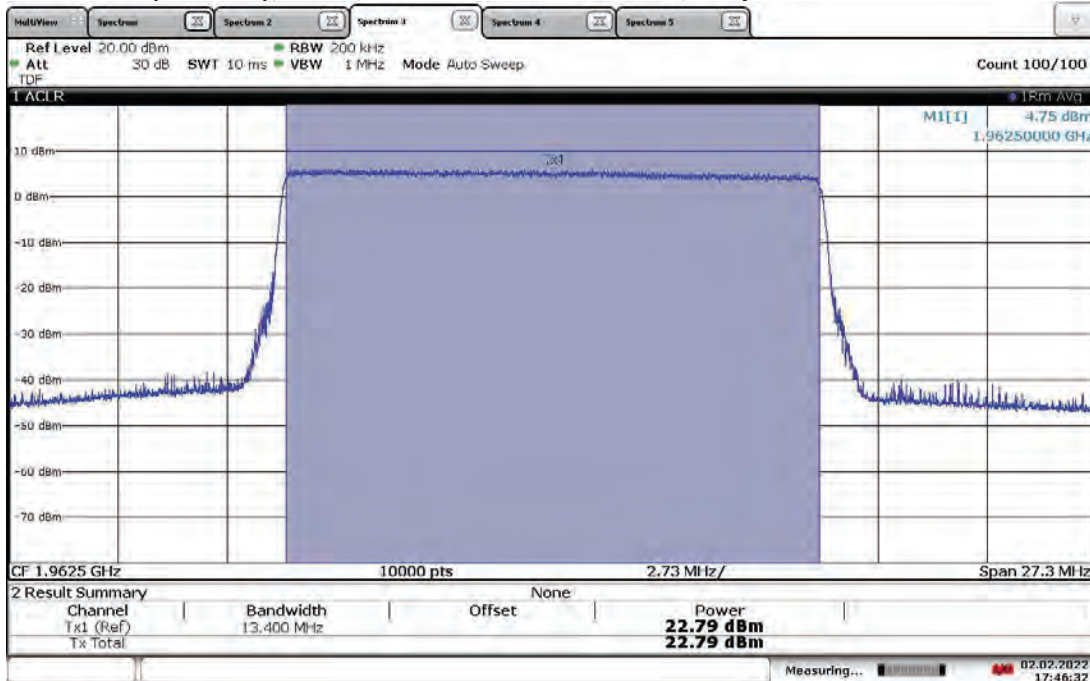 MultiView Spectrum Spectrum 2 Spectrum 3 Spectrum 4 Spectrum 5
Ref Level 20.00 dBm RBW 200 kHz
Att 30 dB SWT 10 ms VBW 1 MHz Mode Auto Sweep Count 100/100
TDF
1 ACLR 1Rm Avg
M1[1] 4.75 dBm
1.96250000 GHz
10 dBm
0 dBm
-10 dBm
-20 dBm
-30 dBm
-40 dBm
-50 dBm
-60 dBm
-70 dBm
CF 1.9625 GHz 10000 pts 2.73 MHz/ Span 27.3 MHz
2 Result Summary None
Channel Bandwidth Offset Power
Tx1 (Ref) 13.400 MHz 22.79 dBm
Tx Total 22.79 dBm
Measuring... 02.02.2022
17:46:32